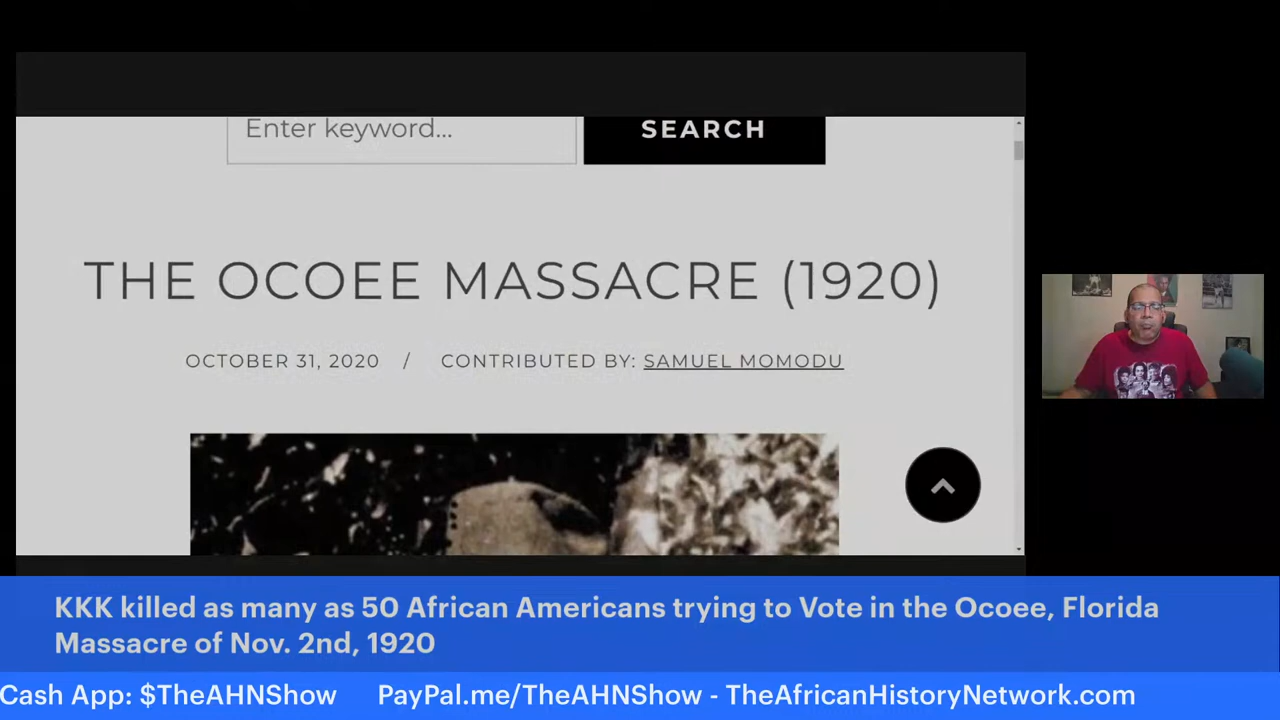 Enter keyword...
SEARCH
THE OCOEE MASSACRE (1920)
OCTOBER 31, 2020 / CONTRIBUTED BY: SAMUEL MOMODU
KKK killed as many as 50 African Americans trying to Vote in the Ocoee, Florida
Massacre of Nov. 2nd, 1920
Cash App: $TheAHNShow PayPal.me/TheAHNShow - TheAfricanHistoryNetwork.com